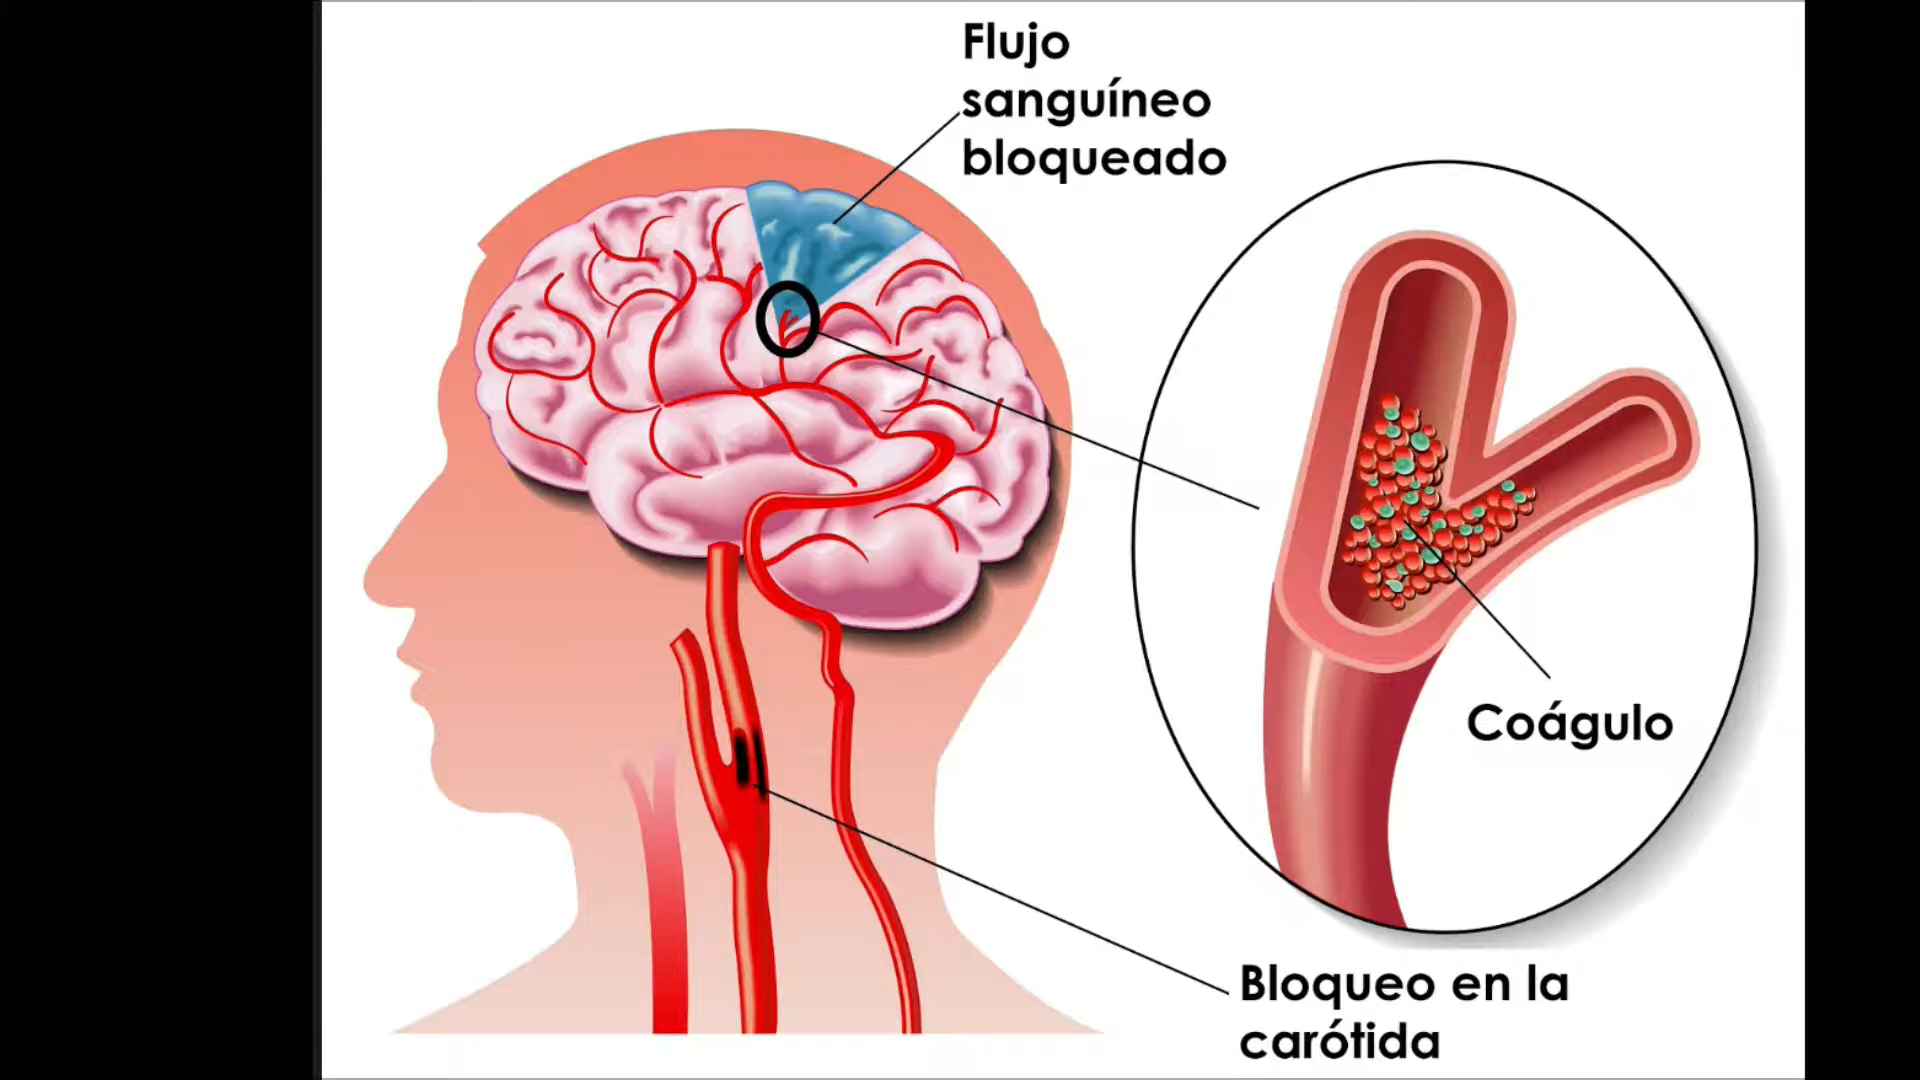 Flujo
sanguíneo
bloqueado
Coágulo
Bloqueo en la
carótida